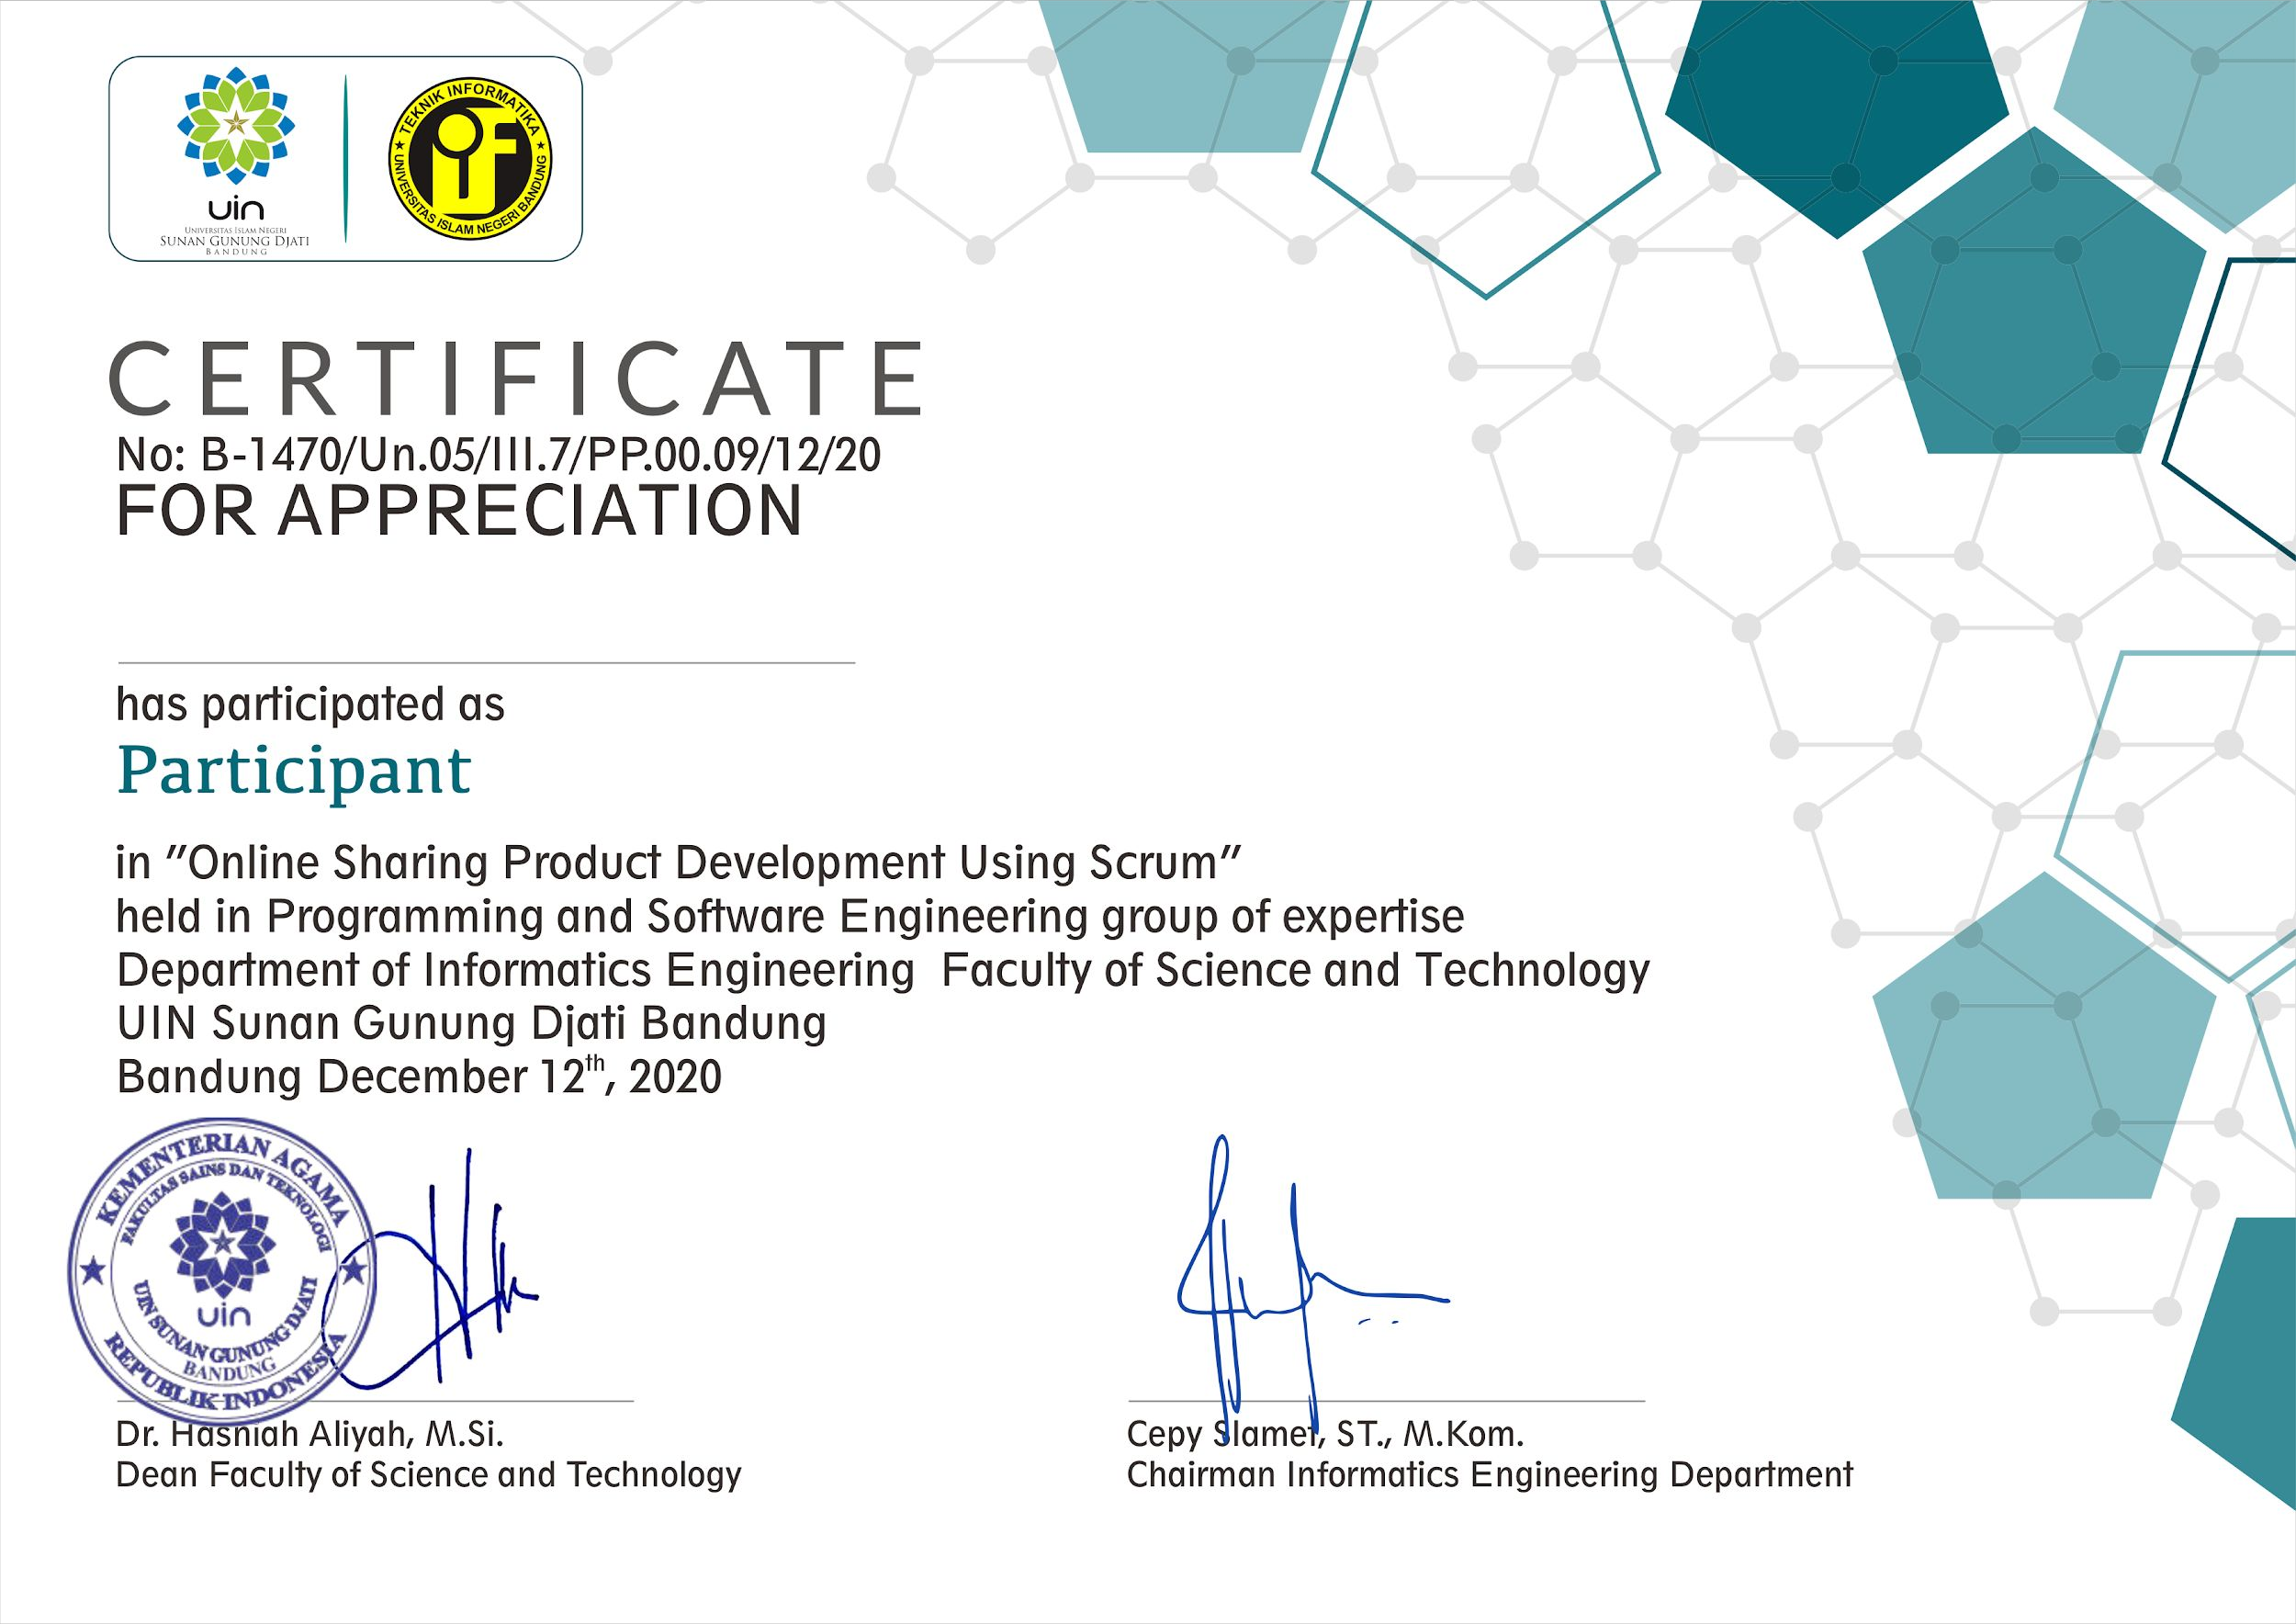 uin
UNIVERSITAS ISLAM NEGERI
SUNAN GUNUNG DJATI
BANDUNG
TEKNIK INFORMATIKA
UNIVERSITAS ISLAM NEGERI BANDUNG
CERTIFICATE
No: B-1470/Un.05/III.7/PP.00.09/12/20
FOR APPRECIATION
has participated as
Participant
in "Online Sharing Product Development Using Scrum"
held in Programming and Software Engineering group of expertise
Department of Informatics Engineering Faculty of Science and Technology
UIN Sunan Gunung Djati Bandung
Bandung December 12th, 2020
KEMENTERIAN AGAMA
FAKULTAS SAINS DAN TEKNOLOGI
uin
UIN SUNAN GUNUNG DJATI
BANDUNG
REPUBLIK INDONESIA
Dr. Hasniah Aliyah, M.Si.
Dean Faculty of Science and Technology
Cepy Slamet, ST., M.Kom.
Chairman Informatics Engineering Department